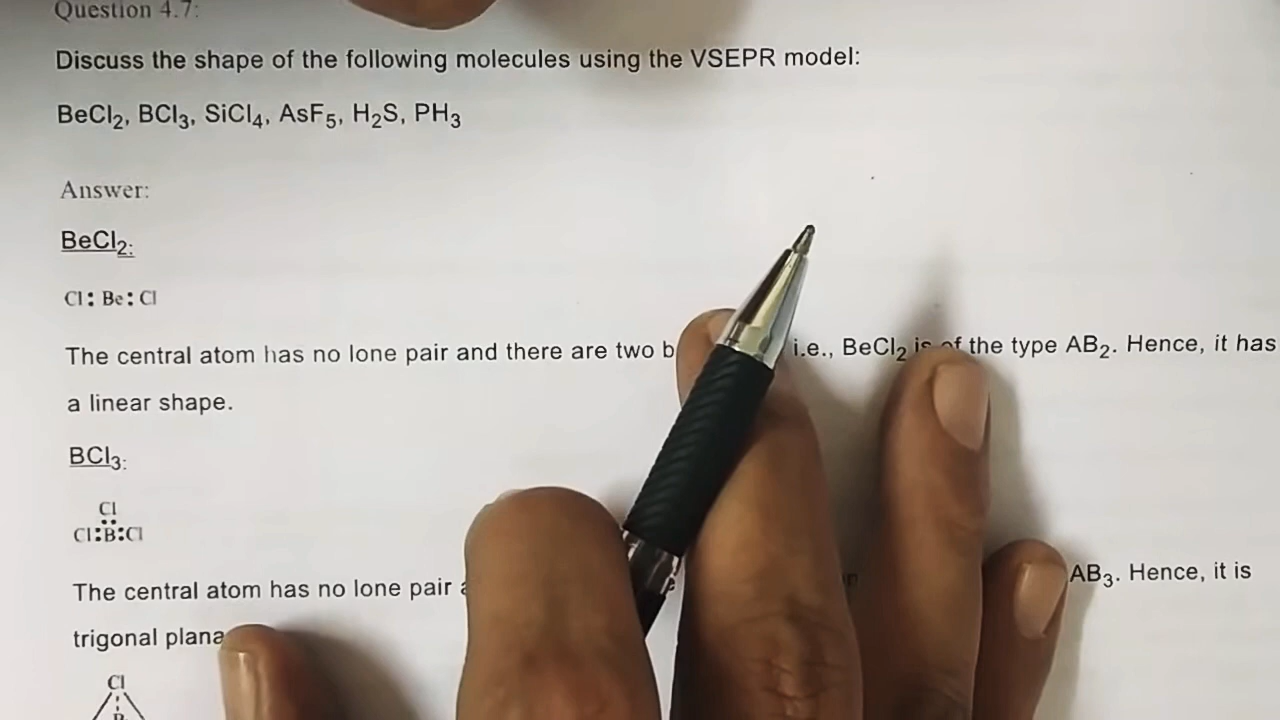 Question 4.7:
Discuss the shape of the following molecules using the VSEPR model:
BeCl₂, BCl₃, SiCl₄, AsF₅, H₂S, PH₃
Answer:
BeCl₂:
Cl : Be : Cl
The central atom has no lone pair and there are two b i.e., BeCl₂ is of the type AB₂. Hence, it has
a linear shape.
BCl₃:
Cl
Cl:B:Cl
The central atom has no lone pair AB₃. Hence, it is
trigonal plana
Cl
B